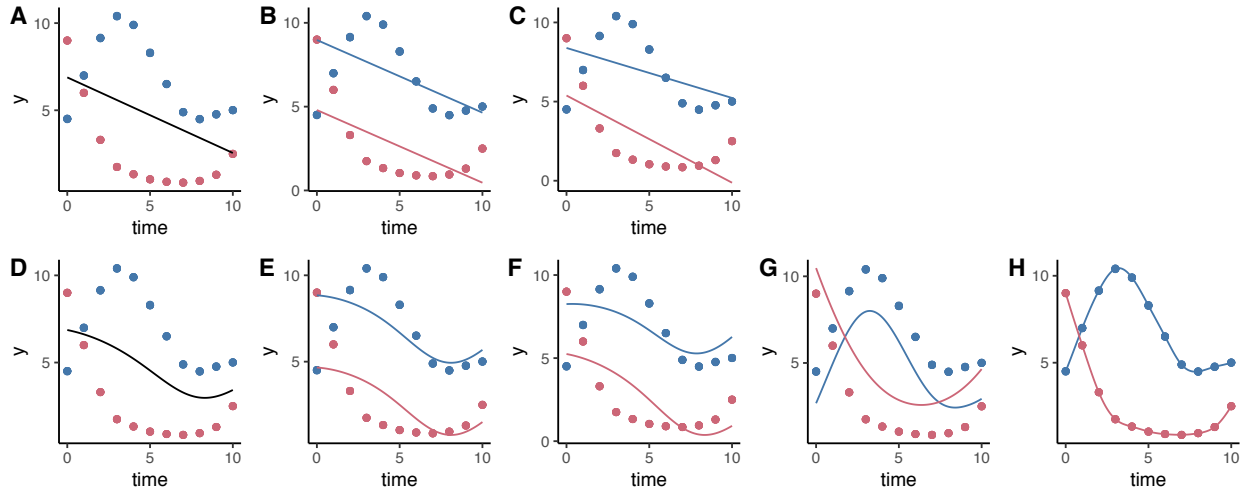 A B C
10 10 10
y y y
5 5 5
0 0
0 5 10 0 5 10 0 5 10
time time time
D E F G H
10 10 10 10 10
y y y y y
5 5 5 5 5
0
0 5 10 0 5 10 0 5 10 0 5 10 0 5 10
time time time time time